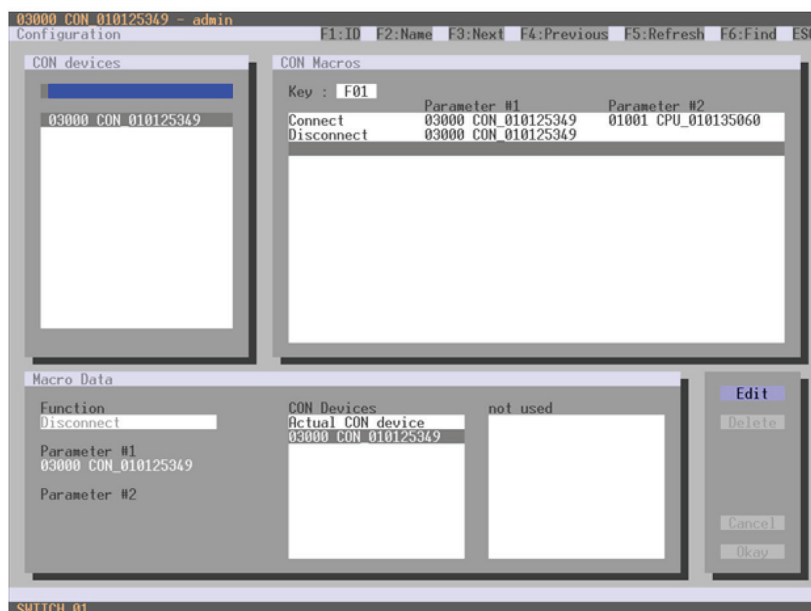 03000 CON_010125349 - admin
Configuration F1:ID F2:Name F3:Next F4:Previous F5:Refresh F6:Find ES
CON devices
03000 CON_010125349
CON Macros
Key : F01
Parameter #1 Parameter #2
Connect 03000 CON_010125349 01001 CPU_010135060
Disconnect 03000 CON_010125349
Macro Data
Function
Disconnect
Parameter #1
03000 CON_010125349
Parameter #2
CON Devices
Actual CON device
03000 CON_010125349
not used
Edit
Delete
Cancel
Okay
SWITCH_01